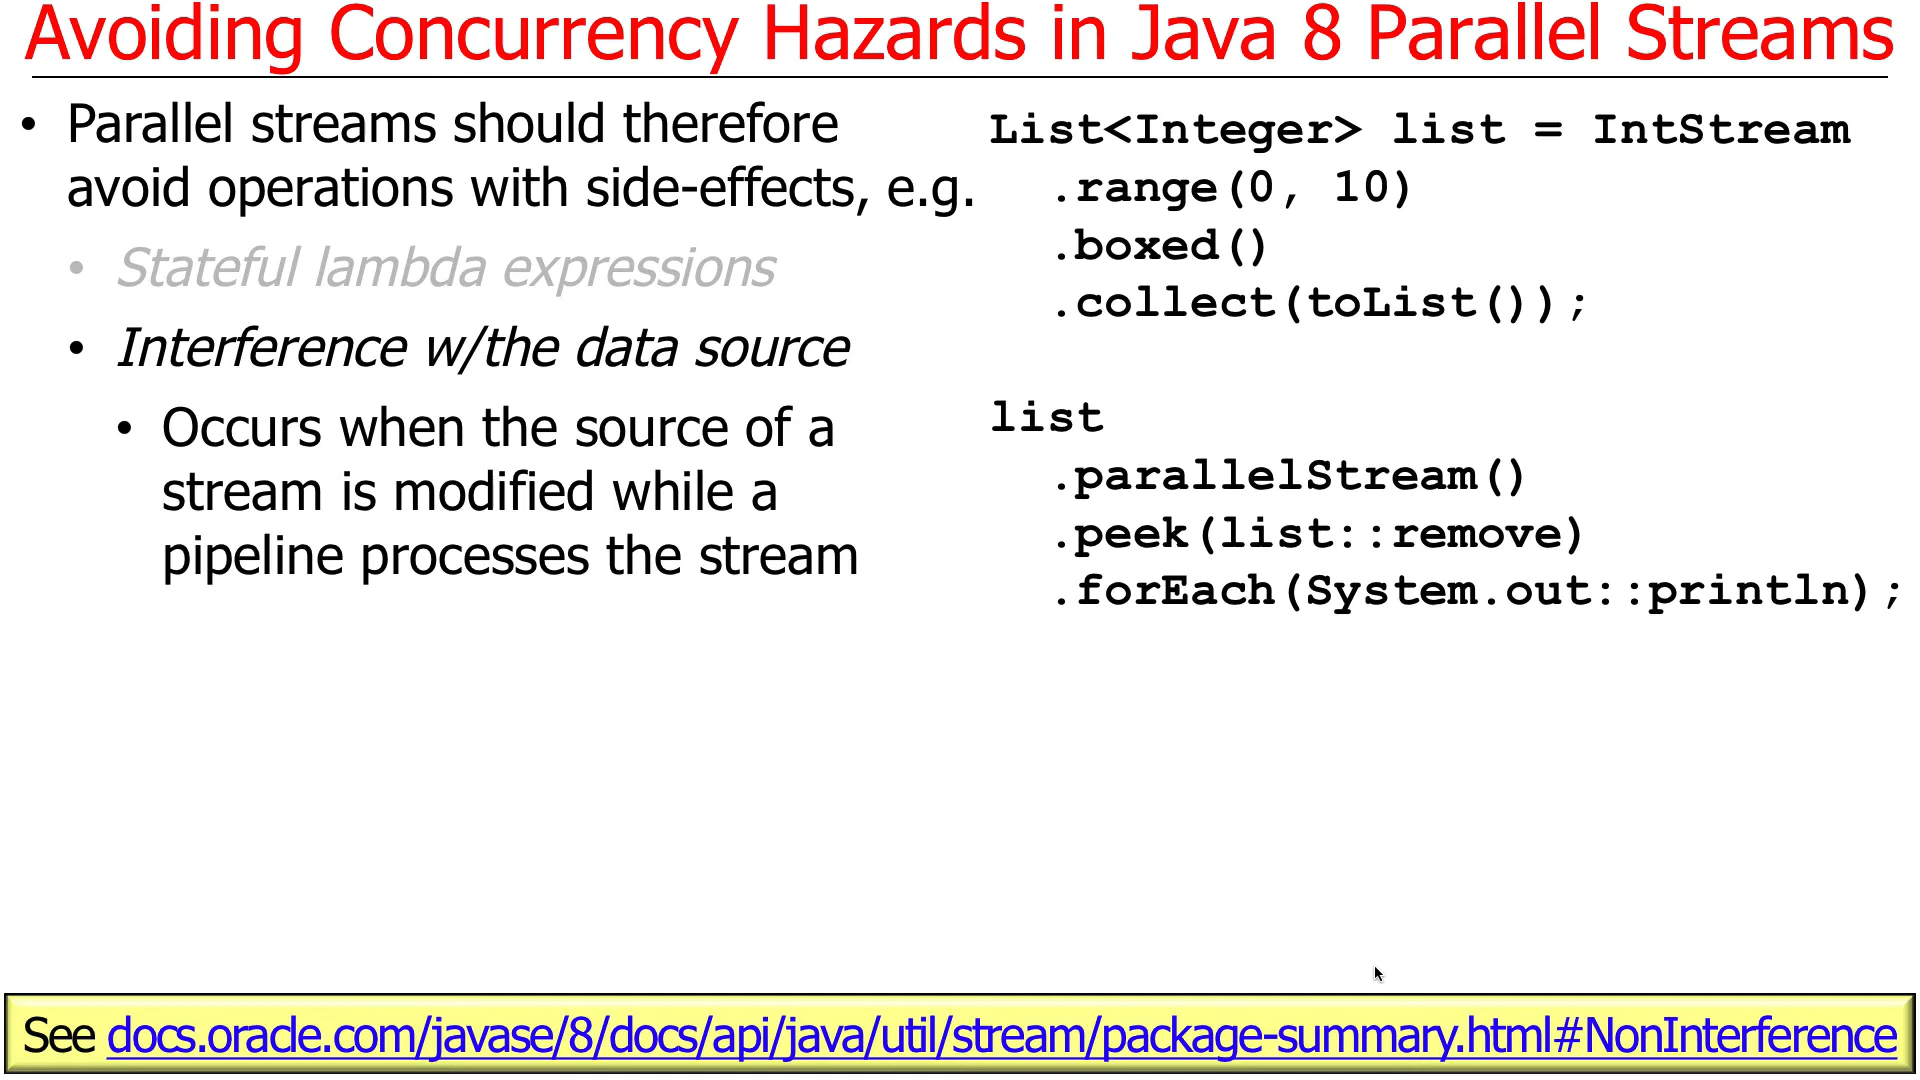 Avoiding Concurrency Hazards in Java 8 Parallel Streams
• Parallel streams should therefore
avoid operations with side-effects, e.g.
• Stateful lambda expressions
• Interference w/the data source
• Occurs when the source of a
stream is modified while a
pipeline processes the stream
List<Integer> list = IntStream
.range(0, 10)
.boxed()
.collect(toList());
list
.parallelStream()
.peek(list::remove)
.forEach(System.out::println);
See docs.oracle.com/javase/8/docs/api/java/util/stream/package-summary.html#NonInterference